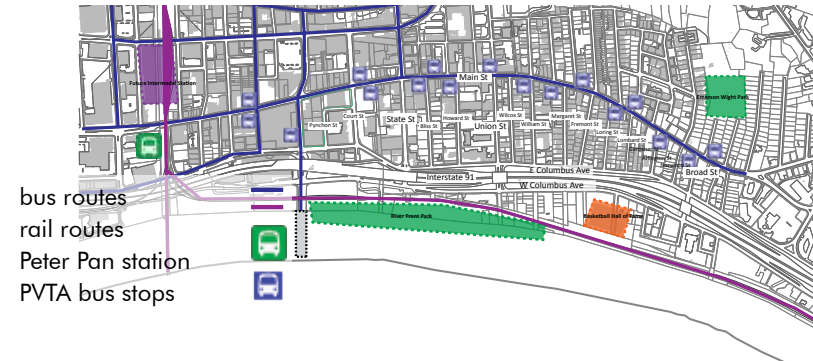 Main St
Future Intermodal Station
Emerson Wight Park
Court St
Pynchon St
State St
Bliss St
Howard St
Union St
Wilcox St
William St
Margaret St
Fremont St
Loring St
Lombard St
Broad St
E Columbus Ave
Interstate 91
W Columbus Ave
River Front Park
Basketball Hall of Fame
bus routes
rail routes
Peter Pan station
PVTA bus stops